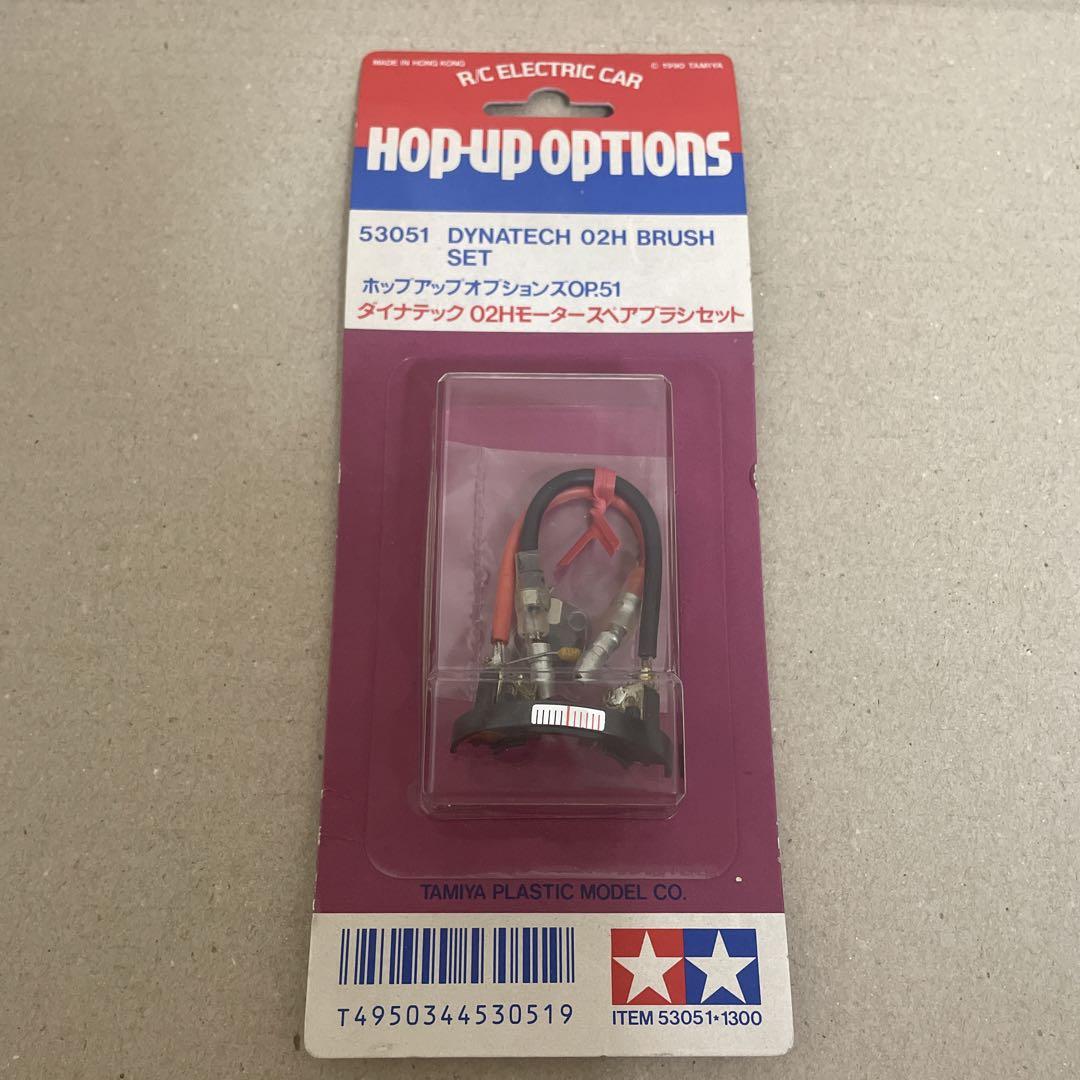 MADE IN HONG KONG
© 1990 TAMIYA
R/C ELECTRIC CAR
HOP-UP OPTIONS
53051 DYNATECH 02H BRUSH
SET
ホップアップオプションズOP.51
ダイナテック 02Hモータースペアブラシセット
TAMIYA PLASTIC MODEL CO.
T4950344530519
ITEM 53051★1300